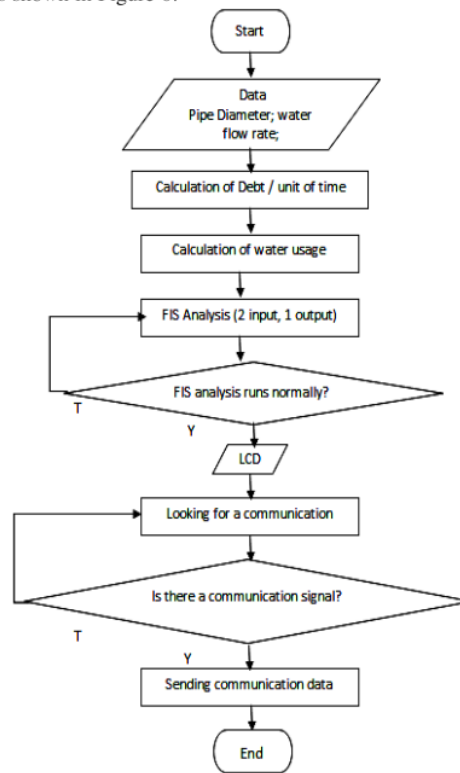 Start
Data
Pipe Diameter; water
flow rate;
Calculation of Debt / unit of time
Calculation of water usage
FIS Analysis (2 input, 1 output)
FIS analysis runs normally?
T
Y
LCD
Looking for a communication
Is there a communication signal?
T
Y
Sending communication data
End